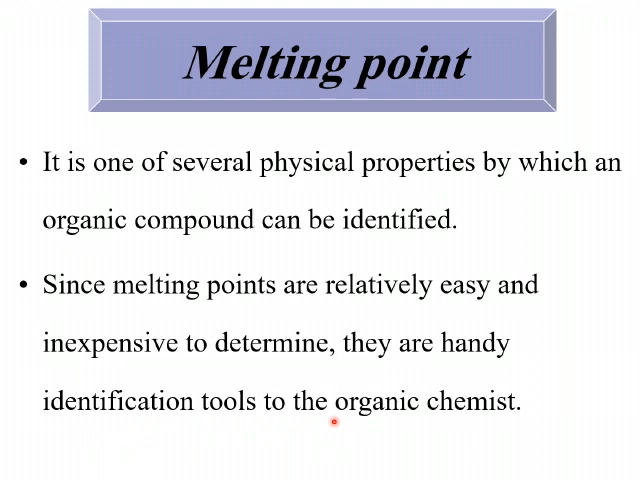 Melting point
• It is one of several physical properties by which an
organic compound can be identified.
• Since melting points are relatively easy and
inexpensive to determine, they are handy
identification tools to the organic chemist.